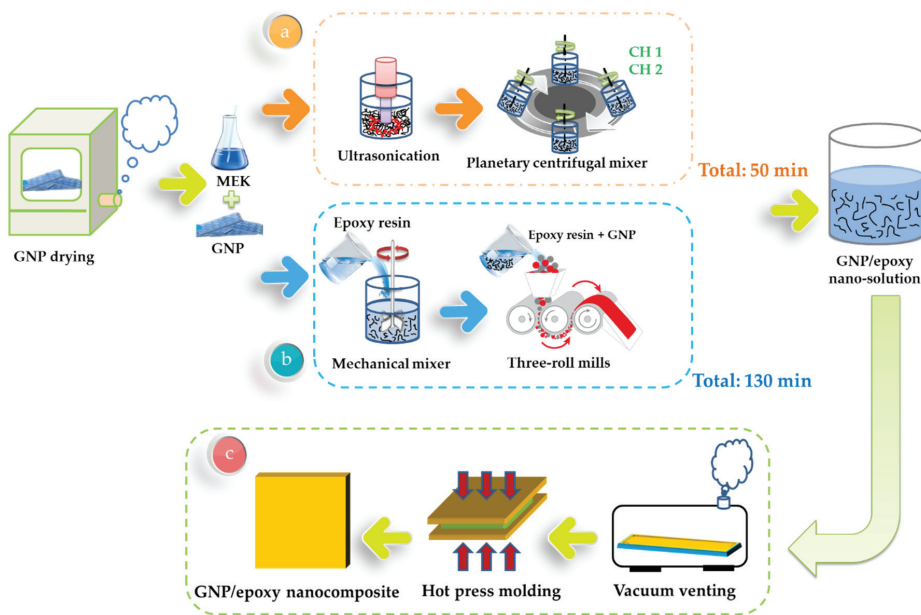 a
CH 1
CH 2
Ultrasonication
Planetary centrifugal mixer
Total: 50 min
MEK
GNP
GNP drying
Epoxy resin
Epoxy resin + GNP
Mechanical mixer
Three-roll mills
b
Total: 130 min
GNP/epoxy
nano-solution
c
GNP/epoxy nanocomposite
Hot press molding
Vacuum venting